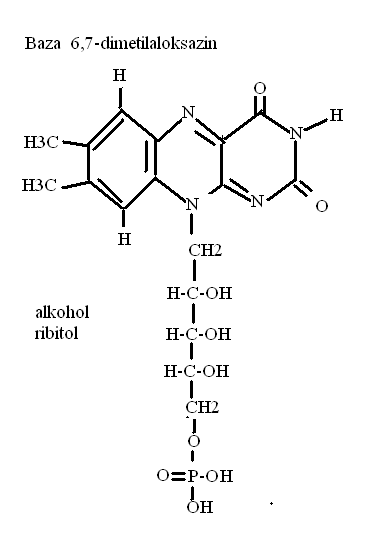 Baza 6,7-dimetilaloksazin
H
O
N
H
H3C
N
H3C
N
N
O
H
CH2
H-C-OH
alkohol
ribitol
H-C-OH
H-C-OH
CH2
O
O=P-OH
OH